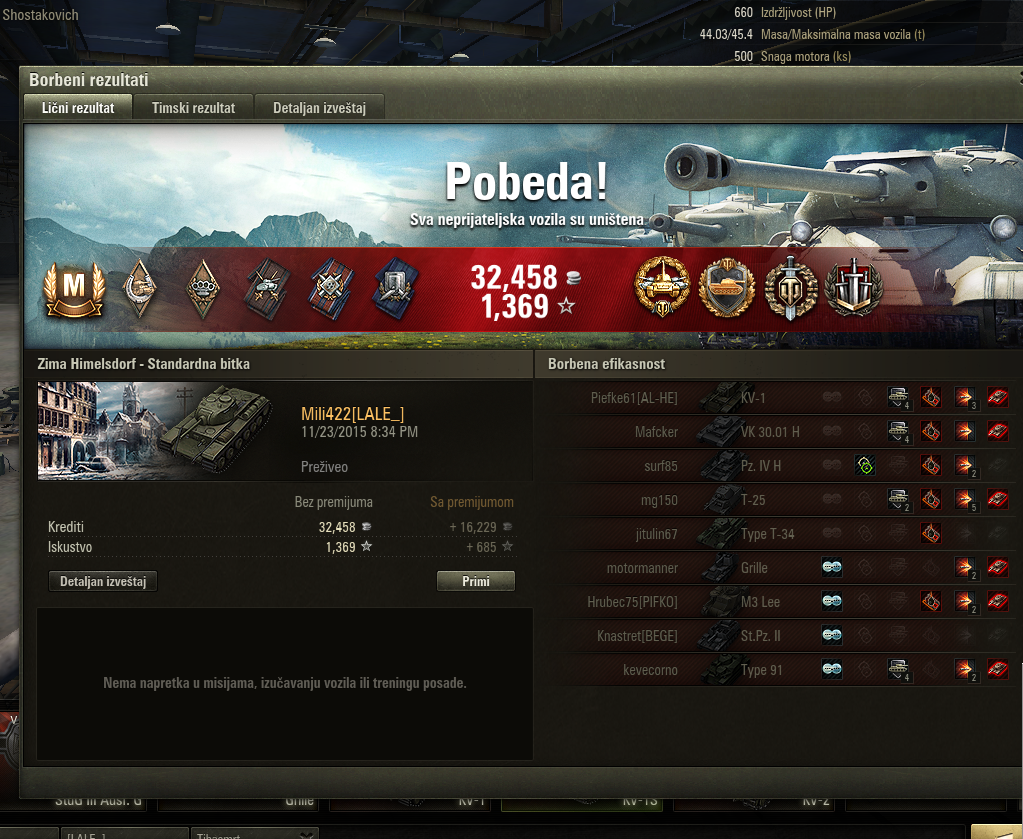 Shostakovich
660 Izdržljivost (HP)
44.03/45.4 Masa/Maksimalna masa vozila (t)
500 Snaga motora (ks)
Borbeni rezultati
Lični rezultat Timski rezultat Detaljan izveštaj
Pobeda!
Sva neprijateljska vozila su uništena
M
32,458
1,369
Zima Himelsdorf - Standardna bitka
Borbena efikasnost
Mili422[LALE_]
11/23/2015 8:34 PM
Preživeo
Bez premijuma Sa premijumom
Krediti 32,458 + 16,229
Iskustvo 1,369 + 685
Detaljan izveštaj Primi
Nema napretka u misijama, izučavanju vozila ili treningu posade.
Piefke61[AL-HE] KV-1 4 3
Mafcker VK 30.01 H 4
surf85 Pz. IV H 2
mg150 T-25 2 5
jitulin67 Type T-34
motormanner Grille 2
Hrubec75[PIFKO] M3 Lee 2
Knastret[BEGE] St.Pz. II
kevecorno Type 91 4 2
V
StuG III Ausf. G Grille KV-1 KV-1S KV-2
[LALE_]